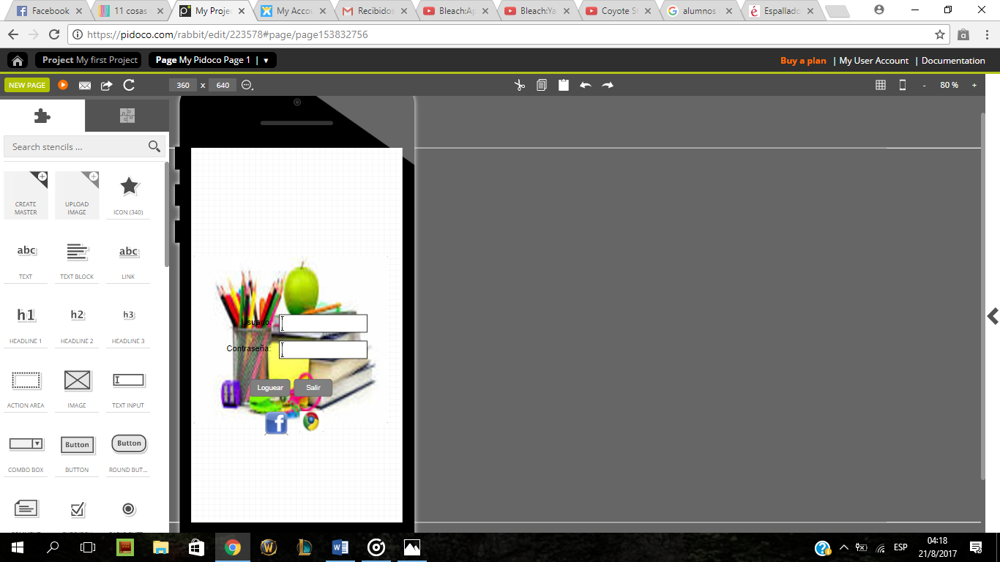 Facebook
11 cosas
My Proje
My Accou
Recibidos
Bleach:Ap
Bleach:Ya
Coyote S
alumnos
Espallado
https://pidoco.com/rabbit/edit/223578#page/page153832756
Project My first Project
Page My Pidoco Page 1 | ▼
Buy a plan | My User Account | Documentation
NEW PAGE
360 x 640
- 80 % +
Search stencils ...
CREATE MASTER
UPLOAD IMAGE
ICON (340)
abc
TEXT
TEXT BLOCK
abc
LINK
h1
HEADLINE 1
h2
HEADLINE 2
h3
HEADLINE 3
ACTION AREA
IMAGE
TEXT INPUT
COMBO BOX
Button
BUTTON
Button
ROUND BUT...
Usuario:
Contraseña:
Loguear
Salir
ESP
04:18
21/8/2017